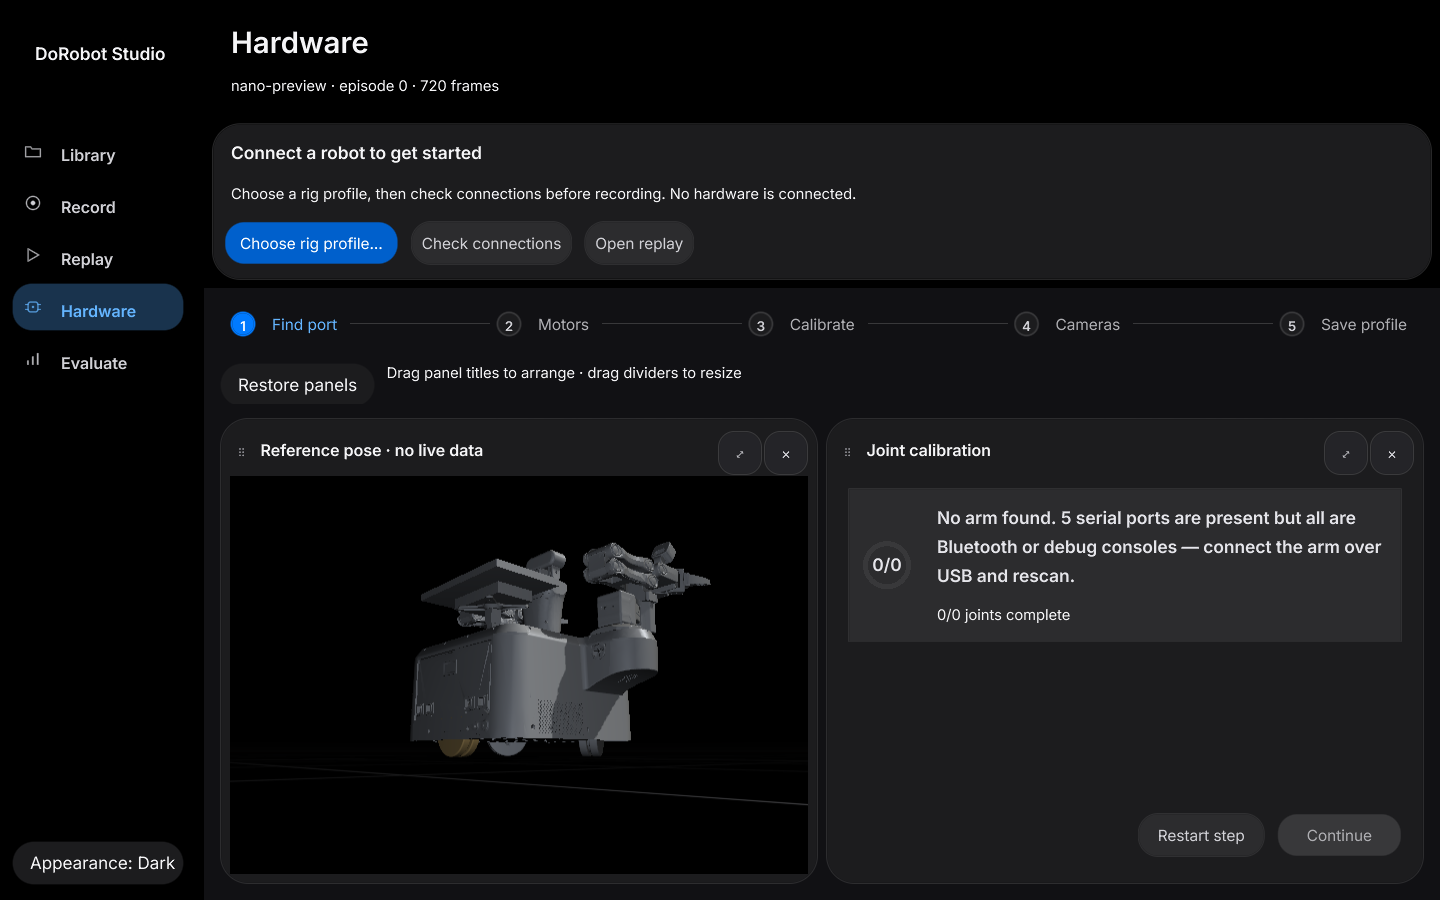 DoRobot Studio
Library
Record
Replay
Hardware
Evaluate
Appearance: Dark
Hardware
nano-preview · episode 0 · 720 frames
Connect a robot to get started
Choose a rig profile, then check connections before recording. No hardware is connected.
Choose rig profile...
Check connections
Open replay
1 Find port
2 Motors
3 Calibrate
4 Cameras
5 Save profile
Restore panels
Drag panel titles to arrange · drag dividers to resize
Reference pose · no live data
Joint calibration
0/0
No arm found. 5 serial ports are present but all are
Bluetooth or debug consoles — connect the arm over
USB and rescan.
0/0 joints complete
Restart step
Continue